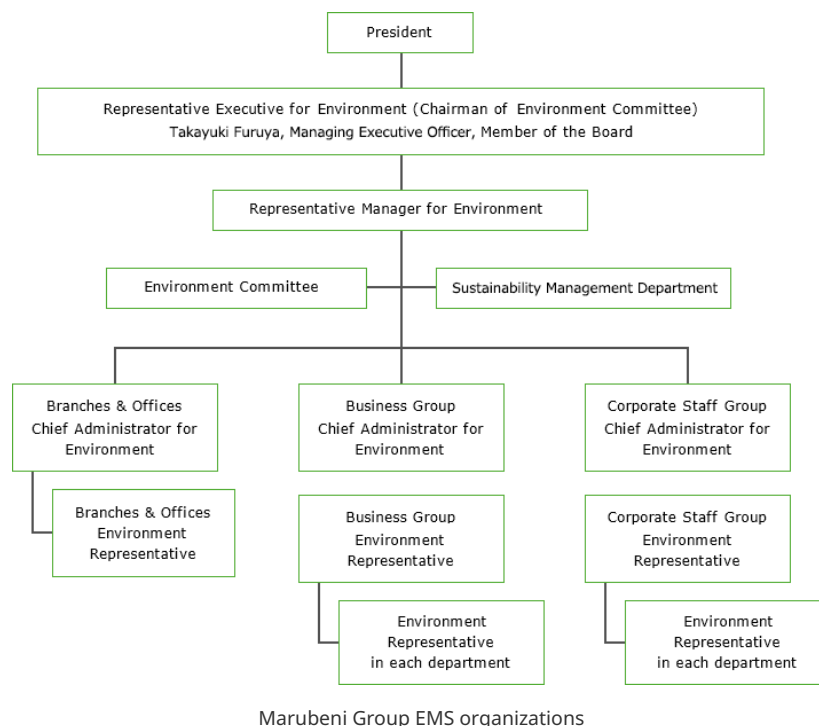 President
Representative Executive for Environment (Chairman of Environment Committee)
Takayuki Furuya, Managing Executive Officer, Member of the Board
Representative Manager for Environment
Environment Committee
Sustainability Management Department
Branches & Offices
Chief Administrator for
Environment
Business Group
Chief Administrator for
Environment
Corporate Staff Group
Chief Administrator for
Environment
Branches & Offices
Environment
Representative
Business Group
Environment
Representative
Corporate Staff Group
Environment
Representative
Environment
Representative
in each department
Environment
Representative
in each department
Marubeni Group EMS organizations